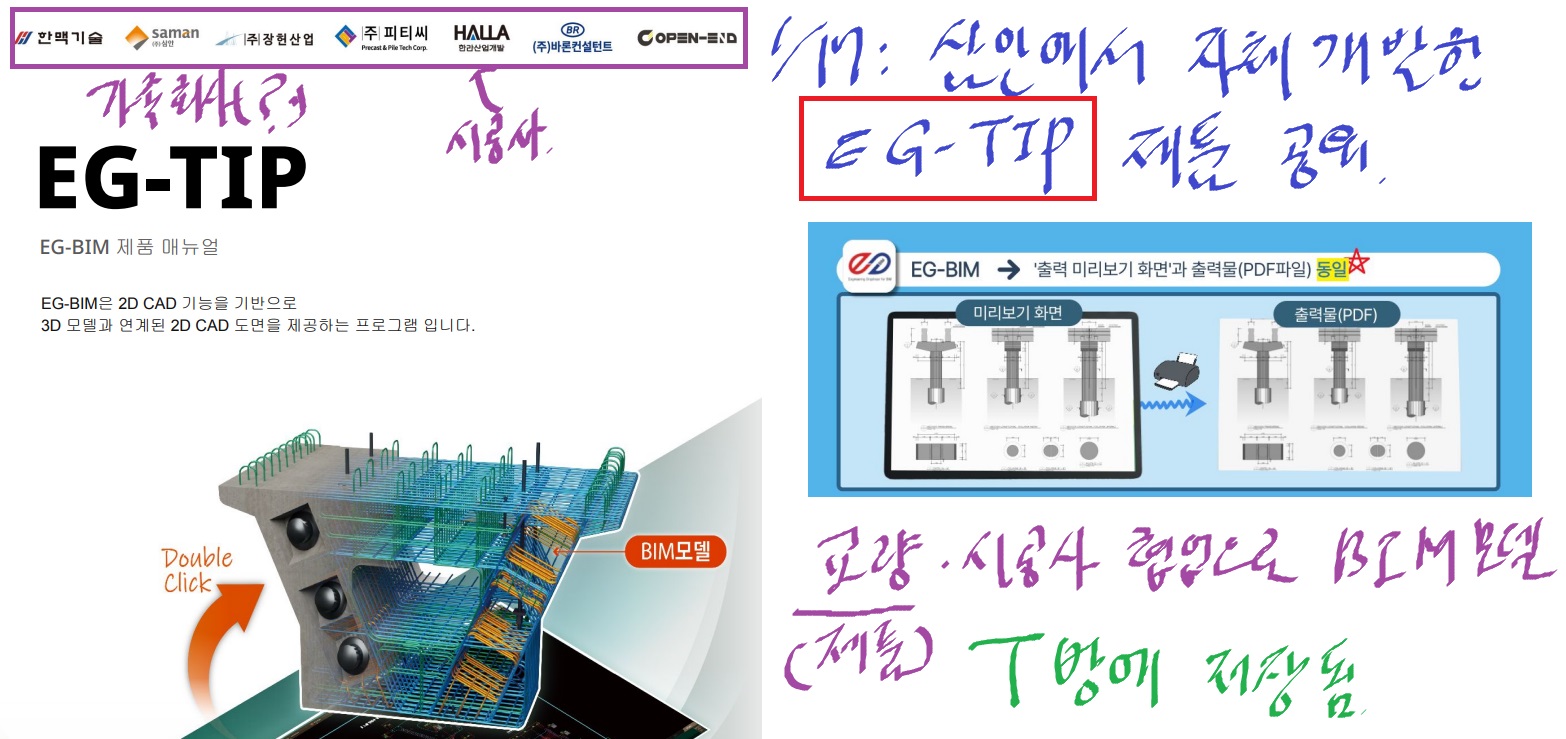 한맥기술 saman (주)삼안 (주)장헌산업 (주)피티씨 Precast & Pile Tech Corp. HALLA 한라산업개발 BR (주)바론컨설턴트 OPEN-END
가족회사(?)
시공사.
EG-TIP
EG-BIM 제품 매뉴얼
EG-BIM은 2D CAD 기능을 기반으로
3D 모델과 연계된 2D CAD 도면을 제공하는 프로그램 입니다.
Double
Click
BIM모델
1/17: 삼안에서 자체 개발한
EG-TIP 제품 공유.
EG-BIM → '출력 미리보기 화면'과 출력물(PDF파일) 동일
미리보기 화면
출력물(PDF)
교량·시공사 협업으로 BIM모델
(제품) T방에 저장됨.